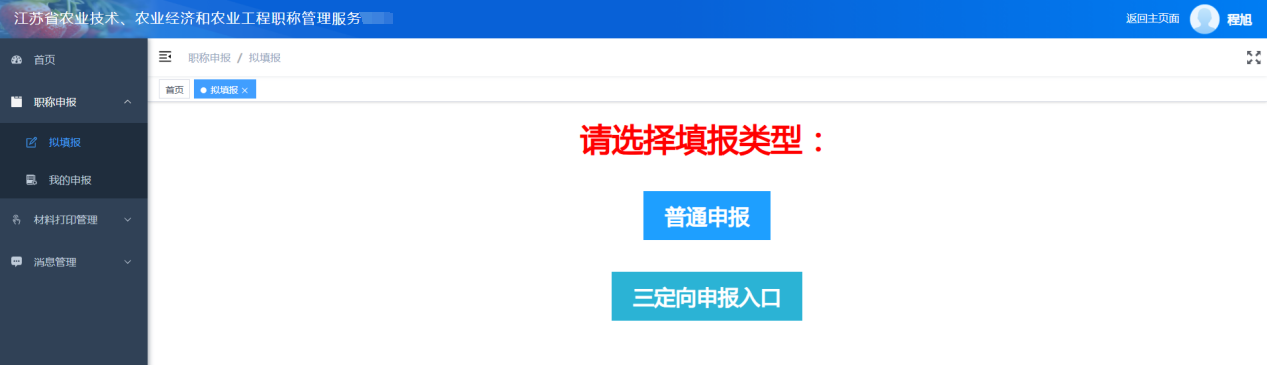 江苏省农业技术、农业经济和农业工程职称管理服务
返回主页面
程旭
首页
职称申报
拟填报
我的申报
材料打印管理
消息管理
职称申报 / 拟填报
首页
拟填报 ×
请选择填报类型：
普通申报
三定向申报入口